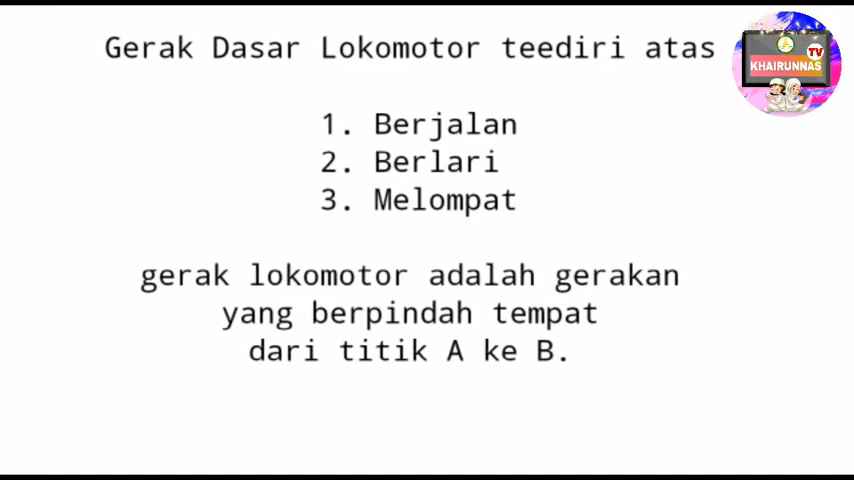 Gerak Dasar Lokomotor teediri atas
1. Berjalan
2. Berlari
3. Melompat
gerak lokomotor adalah gerakan
yang berpindah tempat
dari titik A ke B.
TV
KHAIRUNNAS